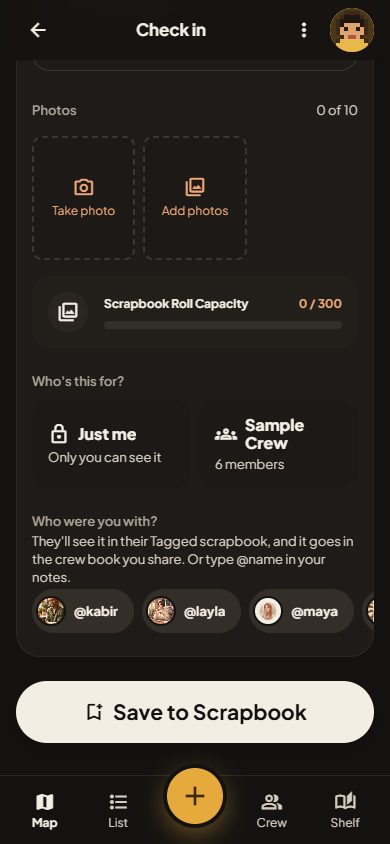 Check in
Photos
0 of 10
Take photo
Add photos
Scrapbook Roll Capacity
0 / 300
Who's this for?
Just me
Only you can see it
Sample
Crew
6 members
Who were you with?
They'll see it in their Tagged scrapbook, and it goes in
the crew book you share. Or type @name in your
notes.
@kabir
@layla
@maya
Save to Scrapbook
Map
List
Crew
Shelf